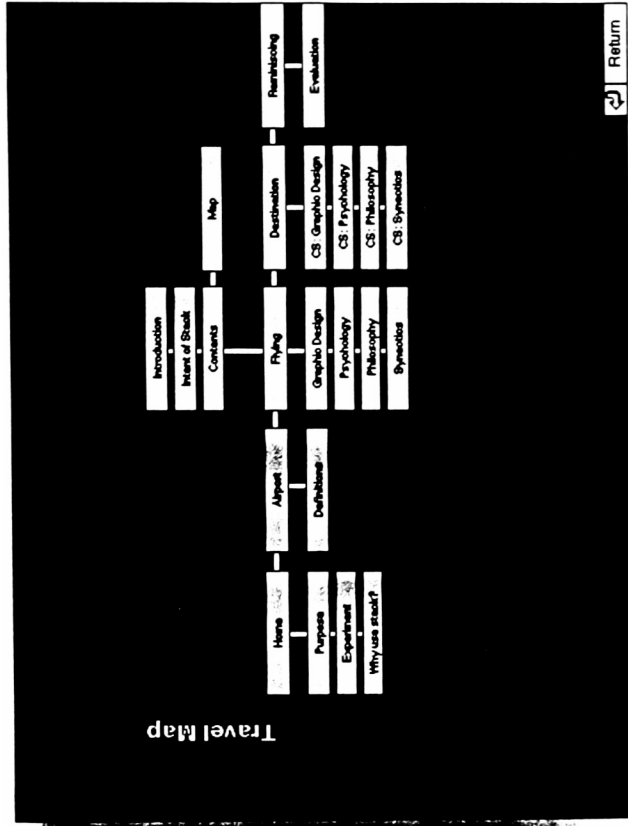 Travel Map
Introduction
Intent of Stack
Contents
Map
Home
Airport
Flying
Destination
Reminiscing
Purpose
Experiment
Why use stack?
Definitions
Graphic Design
Psychology
Philosophy
Synectics
CS: Graphic Design
CS: Psychology
CS: Philosophy
CS: Synectics
Evaluation
Return